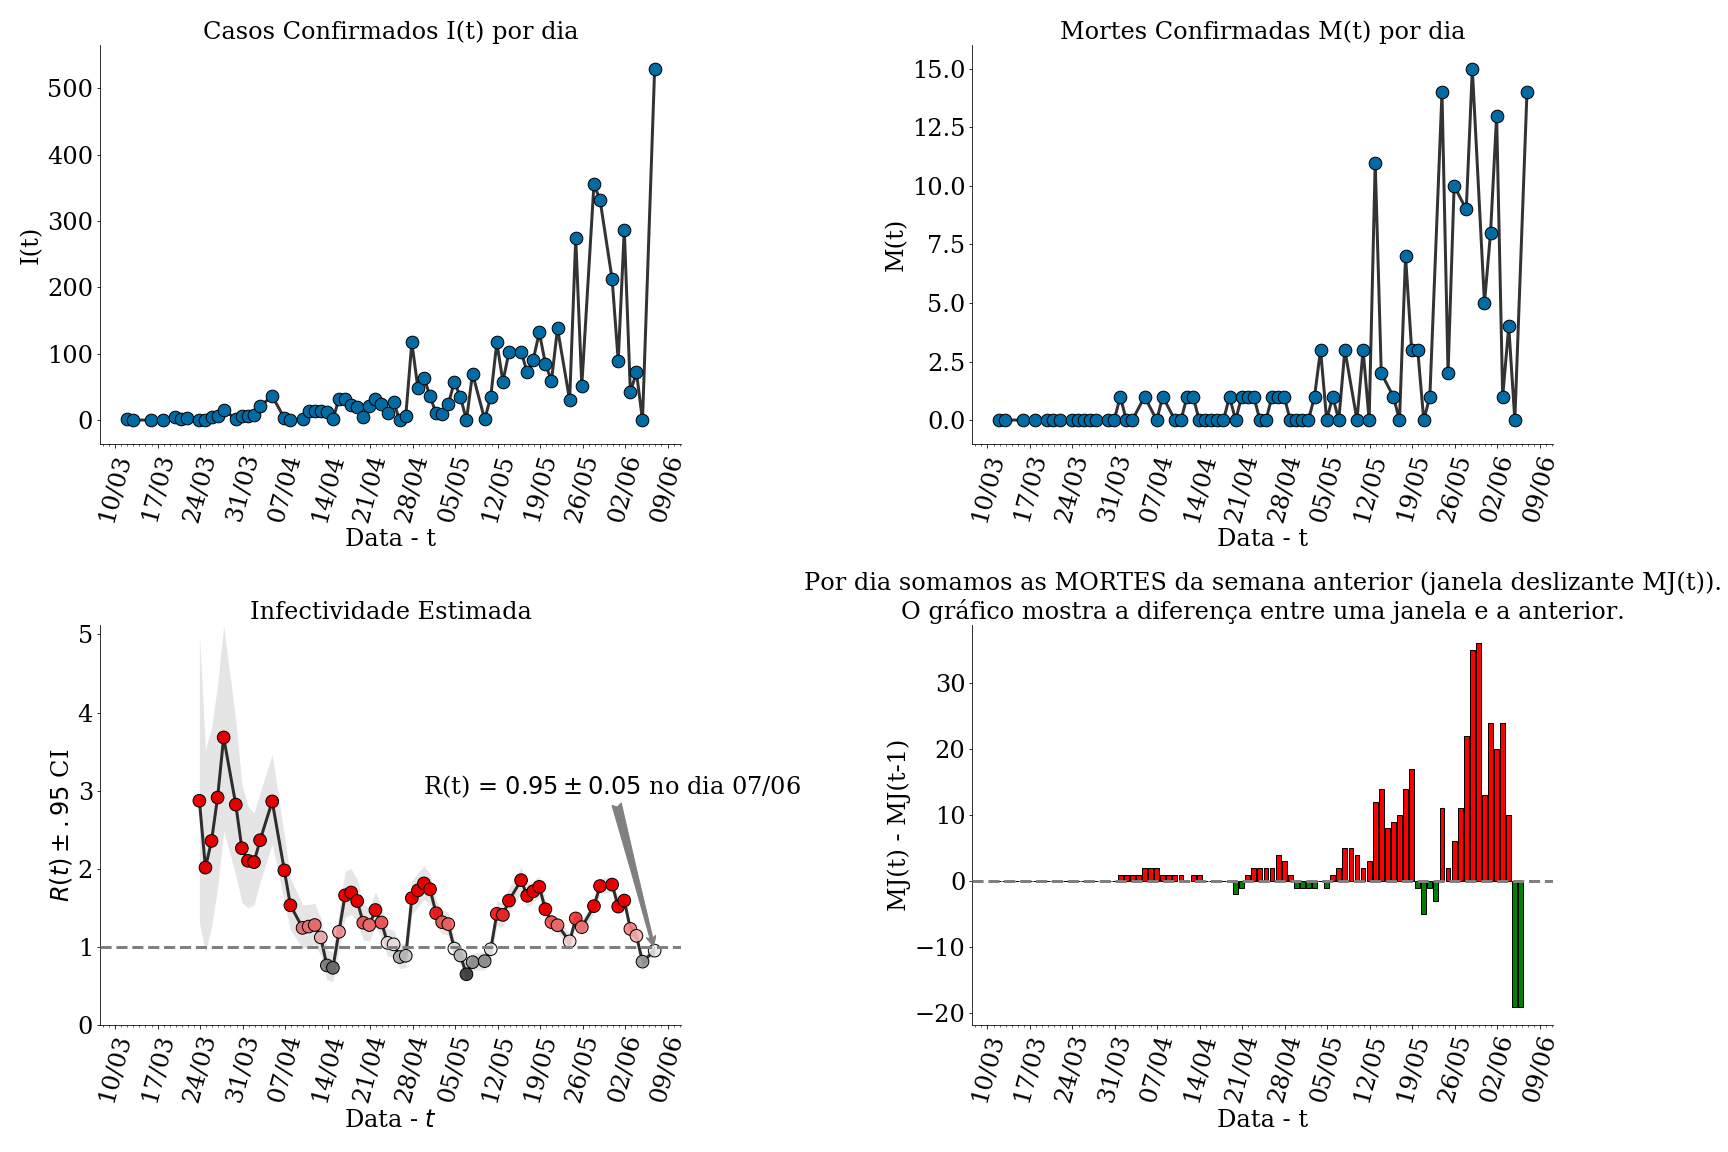 Casos Confirmados I(t) por dia
500
400
300
200
100
0
I(t)
10/03 17/03 24/03 31/03 07/04 14/04 21/04 28/04 05/05 12/05 19/05 26/05 02/06 09/06
Data - t
Mortes Confirmadas M(t) por dia
15.0
12.5
10.0
7.5
5.0
2.5
0.0
M(t)
10/03 17/03 24/03 31/03 07/04 14/04 21/04 28/04 05/05 12/05 19/05 26/05 02/06 09/06
Data - t
Infectividade Estimada
5
4
3
2
1
0
R(t) ± .95 CI
R(t) = 0.95 ± 0.05 no dia 07/06
10/03 17/03 24/03 31/03 07/04 14/04 21/04 28/04 05/05 12/05 19/05 26/05 02/06 09/06
Data - t
Por dia somamos as MORTES da semana anterior (janela deslizante MJ(t)).
O gráfico mostra a diferença entre uma janela e a anterior.
30
20
10
0
−10
−20
MJ(t) - MJ(t-1)
10/03 17/03 24/03 31/03 07/04 14/04 21/04 28/04 05/05 12/05 19/05 26/05 02/06 09/06
Data - t